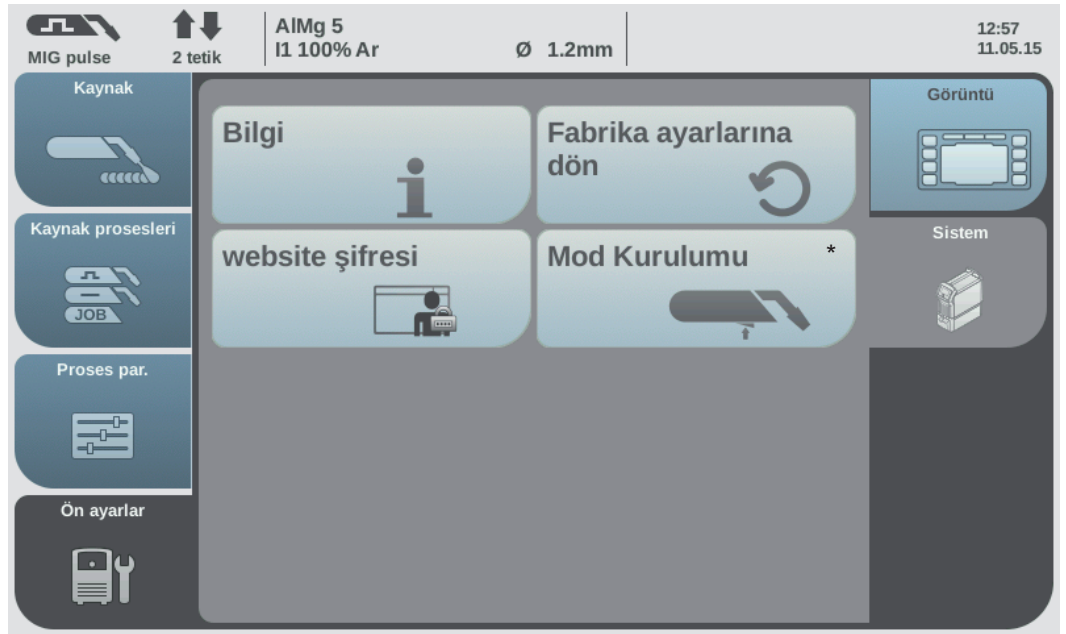 MIG pulse
2 tetik
AlMg 5
I1 100% Ar
Ø 1.2mm
12:57
11.05.15
Kaynak
Kaynak prosesleri
JOB
Proses par.
Ön ayarlar
Bilgi
Fabrika ayarlarına
dön
website şifresi
Mod Kurulumu *
Görüntü
Sistem